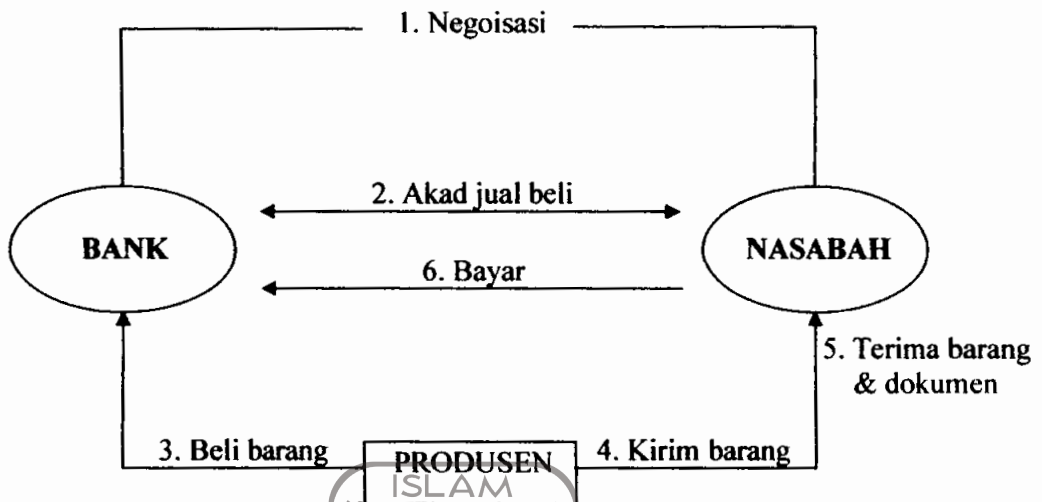 1. Negoisasi
2. Akad jual beli
BANK
NASABAH
6. Bayar
5. Terima barang
& dokumen
3. Beli barang
PRODUSEN
4. Kirim barang
ISLAM